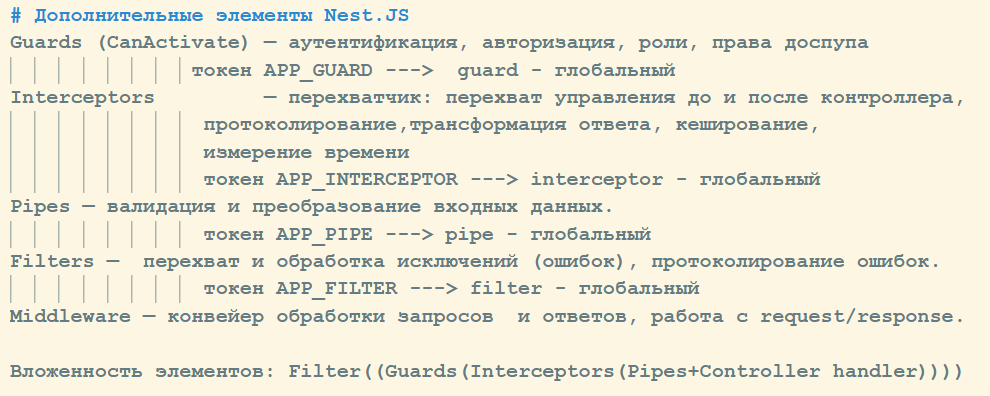 # Дополнительные элементы Nest.JS
Guards (CanActivate) — аутентификация, авторизация, роли, права доспупа
токен APP_GUARD ---> guard - глобальный
Interceptors — перехватчик: перехват управления до и после контроллера,
протоколирование,трансформация ответа, кеширование,
измерение времени
токен APP_INTERCEPTOR ---> interceptor - глобальный
Pipes — валидация и преобразование входных данных.
токен APP_PIPE ---> pipe - глобальный
Filters — перехват и обработка исключений (ошибок), протоколирование ошибок.
токен APP_FILTER ---> filter - глобальный
Middleware — конвейер обработки запросов и ответов, работа с request/response.
Вложенность элементов: Filter((Guards(Interceptors(Pipes+Controller handler))))